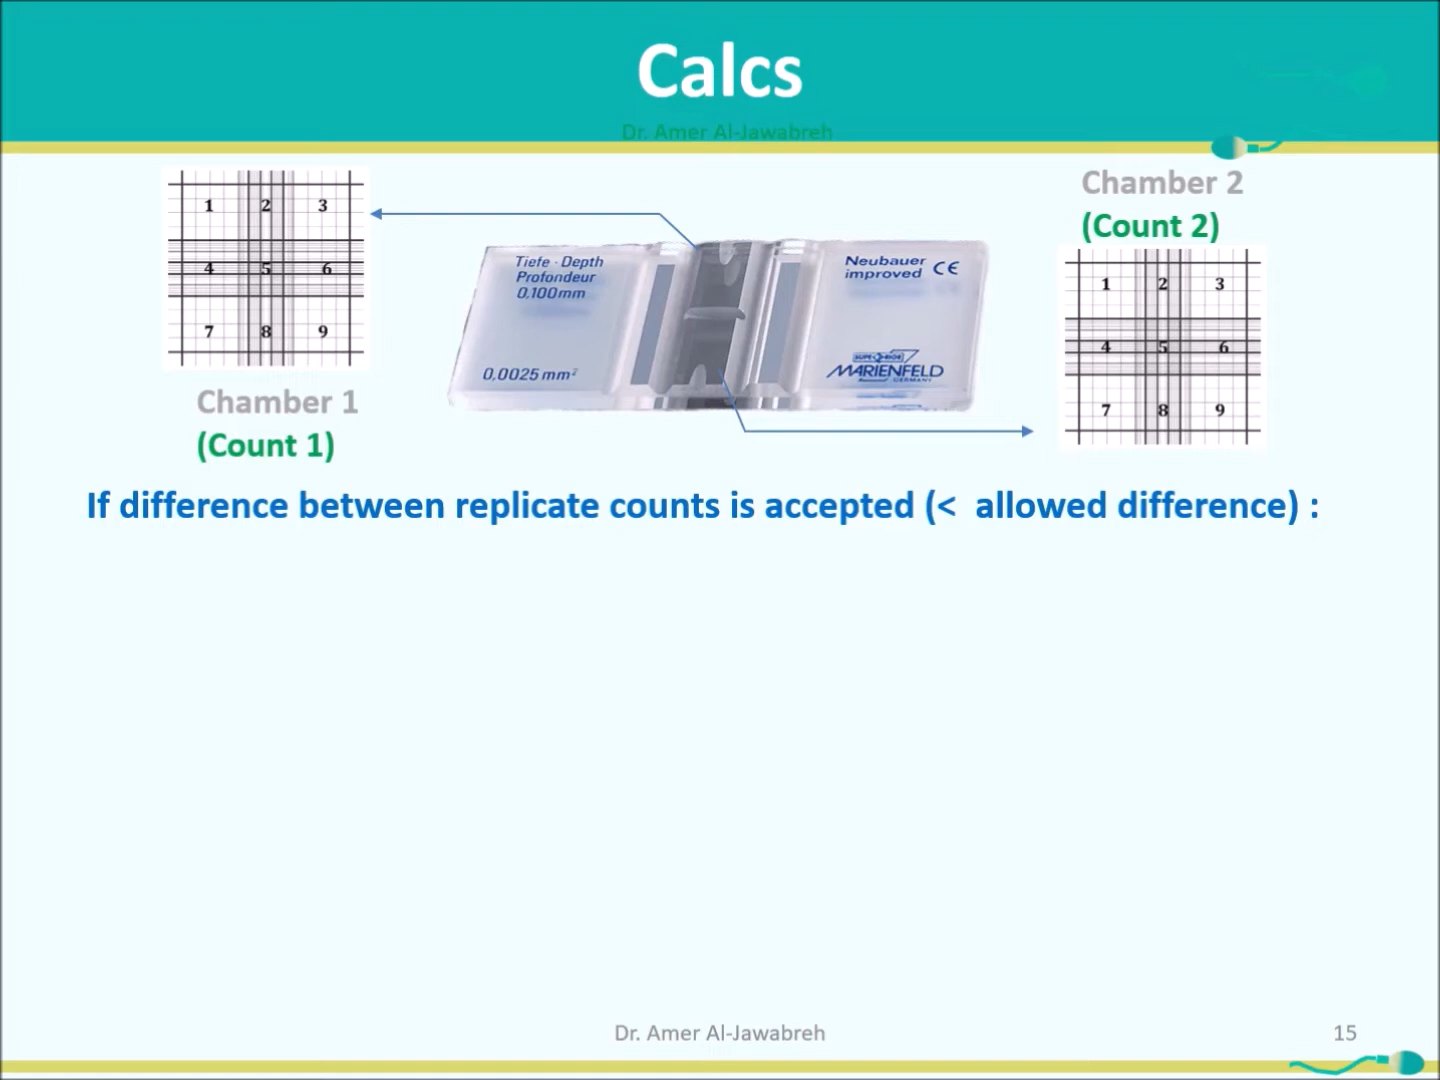 Calcs
Dr. Amer Al-Jawabreh
1 2 3
4 5 6
7 8 9
Chamber 1
(Count 1)
Tiefe - Depth
Profondeur
0,100mm
0,0025 mm²
Neubauer
improved CE
SUPERIOR
MARIENFELD
GERMANY
Chamber 2
(Count 2)
1 2 3
4 5 6
7 8 9
If difference between replicate counts is accepted (< allowed difference) :
Dr. Amer Al-Jawabreh
15